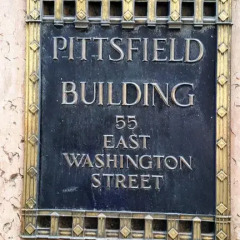 PITTSFIELD
BUILDING
55
EAST
WASHINGTON
STREET